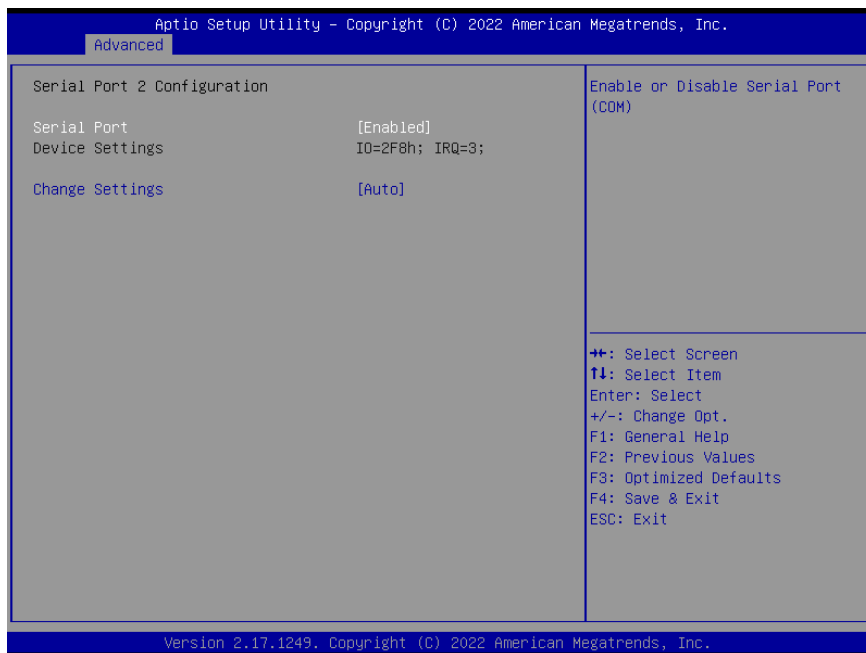 Aptio Setup Utility – Copyright (C) 2022 American Megatrends, Inc.
Advanced
Serial Port 2 Configuration
Serial Port [Enabled]
Device Settings IO=2F8h; IRQ=3;
Change Settings [Auto]
Enable or Disable Serial Port
(COM)
→←: Select Screen
↑↓: Select Item
Enter: Select
+/-: Change Opt.
F1: General Help
F2: Previous Values
F3: Optimized Defaults
F4: Save & Exit
ESC: Exit
Version 2.17.1249. Copyright (C) 2022 American Megatrends, Inc.